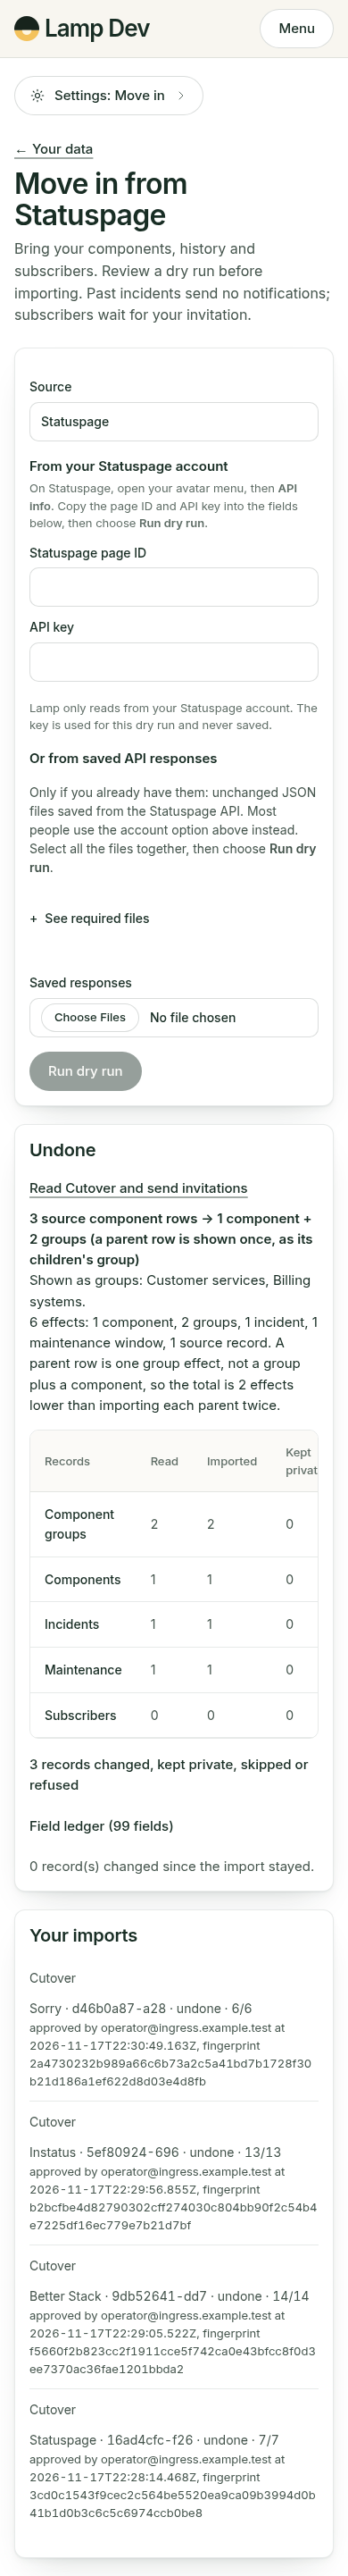 Lamp Dev
Menu
Settings: Move in
← Your data
Move in from
Statuspage
Bring your components, history and
subscribers. Review a dry run before
importing. Past incidents send no notifications;
subscribers wait for your invitation.
Source
Statuspage
From your Statuspage account
On Statuspage, open your avatar menu, then API
info. Copy the page ID and API key into the fields
below, then choose Run dry run.
Statuspage page ID
API key
Lamp only reads from your Statuspage account. The
key is used for this dry run and never saved.
Or from saved API responses
Only if you already have them: unchanged JSON
files saved from the Statuspage API. Most
people use the account option above instead.
Select all the files together, then choose Run dry
run.
+ See required files
Saved responses
Choose Files No file chosen
Run dry run
Undone
Read Cutover and send invitations
3 source component rows → 1 component +
2 groups (a parent row is shown once, as its
children's group)
Shown as groups: Customer services, Billing
systems.
6 effects: 1 component, 2 groups, 1 incident, 1
maintenance window, 1 source record. A
parent row is one group effect, not a group
plus a component, so the total is 2 effects
lower than importing each parent twice.
Records Read Imported Kept privat
Component groups 2 2 0
Components 1 1 0
Incidents 1 1 0
Maintenance 1 1 0
Subscribers 0 0 0
3 records changed, kept private, skipped or
refused
Field ledger (99 fields)
0 record(s) changed since the import stayed.
Your imports
Cutover
Sorry · d46b0a87-a28 · undone · 6/6
approved by operator@ingress.example.test at
2026-11-17T22:30:49.163Z, fingerprint
2a4730232b989a66c6b73a2c5a41bd7b1728f30
b21d186a1ef622d8d03e4d8fb
Cutover
Instatus · 5ef80924-696 · undone · 13/13
approved by operator@ingress.example.test at
2026-11-17T22:29:56.855Z, fingerprint
b2bcfbe4d82790302cff274030c804bb90f2c54b4
e7225df16ec779e7b21d7bf
Cutover
Better Stack · 9db52641-dd7 · undone · 14/14
approved by operator@ingress.example.test at
2026-11-17T22:29:05.522Z, fingerprint
f5660f2b823cc2f1911cce5f742ca0e43bfcc8f0d3
ee7370ac36fae1201bbda2
Cutover
Statuspage · 16ad4cfc-f26 · undone · 7/7
approved by operator@ingress.example.test at
2026-11-17T22:28:14.468Z, fingerprint
3cd0c1543f9cec2c564be5520ea9ca09b3994d0b
41b1d0b3c6c5c6974ccb0be8